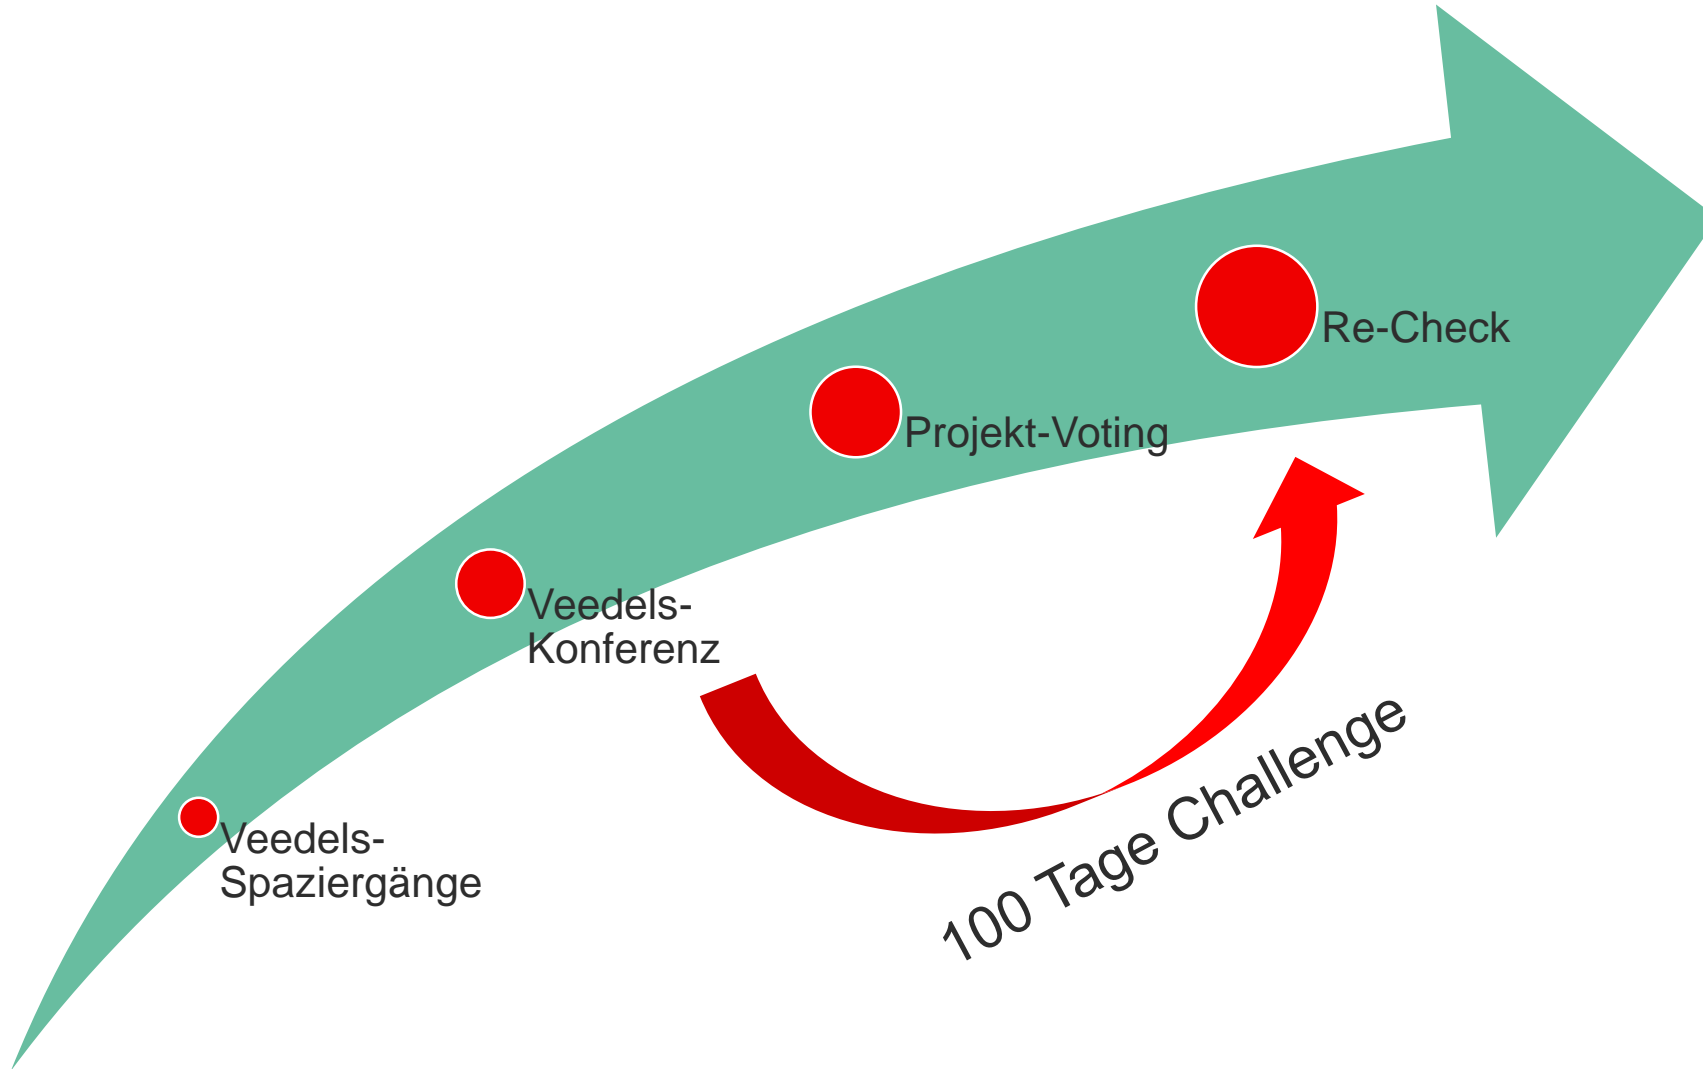 Veedels-
Spaziergänge
Veedels-
Konferenz
Projekt-Voting
Re-Check
100 Tage Challenge